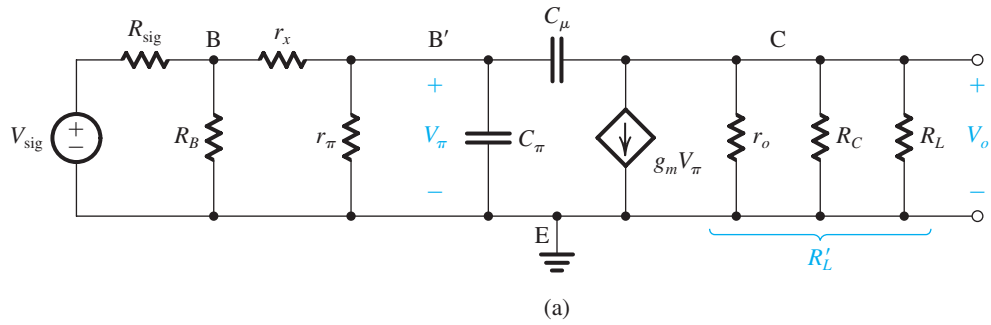 R_sig
B
r_x
B′
C_μ
C
V_sig
+
−
R_B
r_π
+
V_π
−
C_π
g_m V_π
r_o
R_C
R_L
+
V_o
−
E
R′_L
(a)